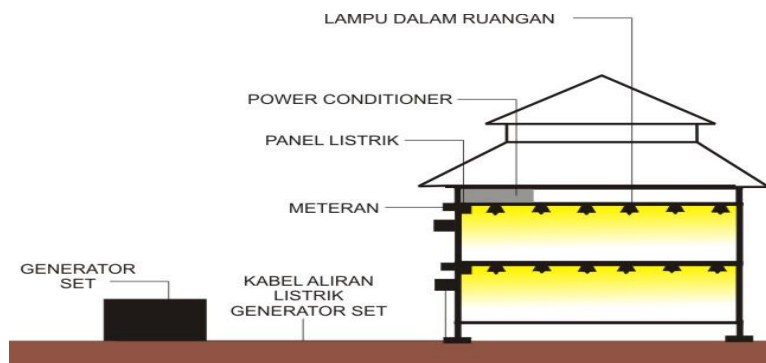 LAMPU DALAM RUANGAN
POWER CONDITIONER
PANEL LISTRIK
METERAN
GENERATOR
SET
KABEL ALIRAN
LISTRIK
GENERATOR SET